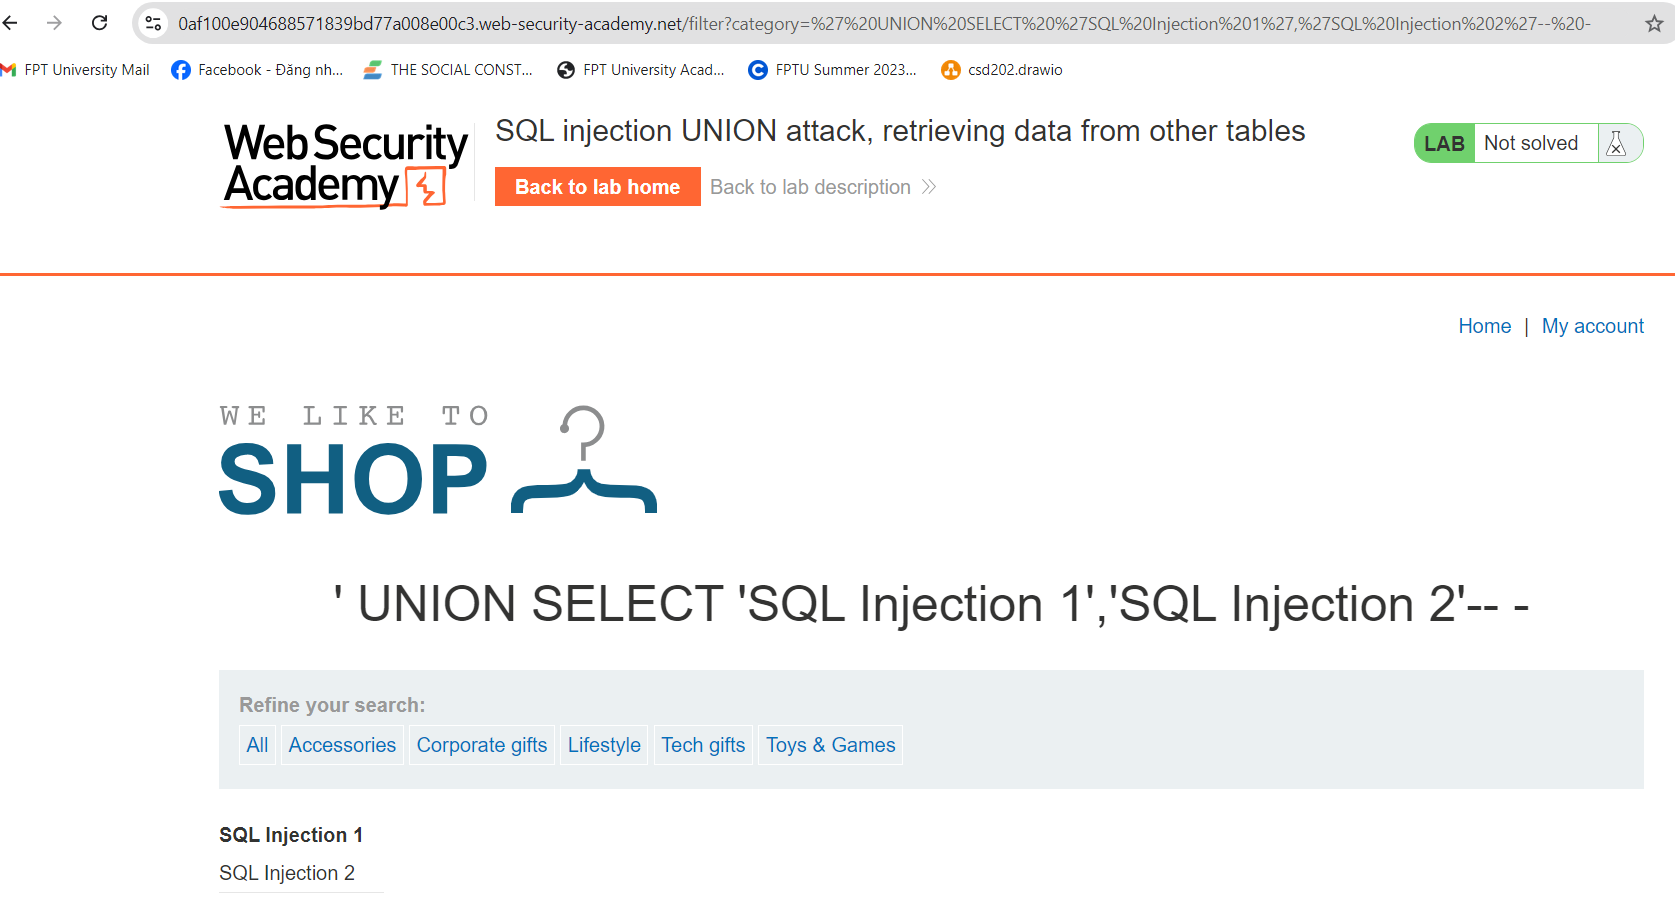 0af100e904688571839bd77a008e00c3.web-security-academy.net/filter?category=%27%20UNION%20SELECT%20%27SQL%20Injection%201%27,%27SQL%20Injection%202%27--%20-
FPT University Mail Facebook - Đăng nh... THE SOCIAL CONST... FPT University Acad... FPTU Summer 2023... csd202.drawio
Web Security
Academy
SQL injection UNION attack, retrieving data from other tables
Back to lab home Back to lab description
LAB Not solved
Home | My account
WE LIKE TO
SHOP
' UNION SELECT 'SQL Injection 1','SQL Injection 2'-- -
Refine your search:
All Accessories Corporate gifts Lifestyle Tech gifts Toys & Games
SQL Injection 1
SQL Injection 2